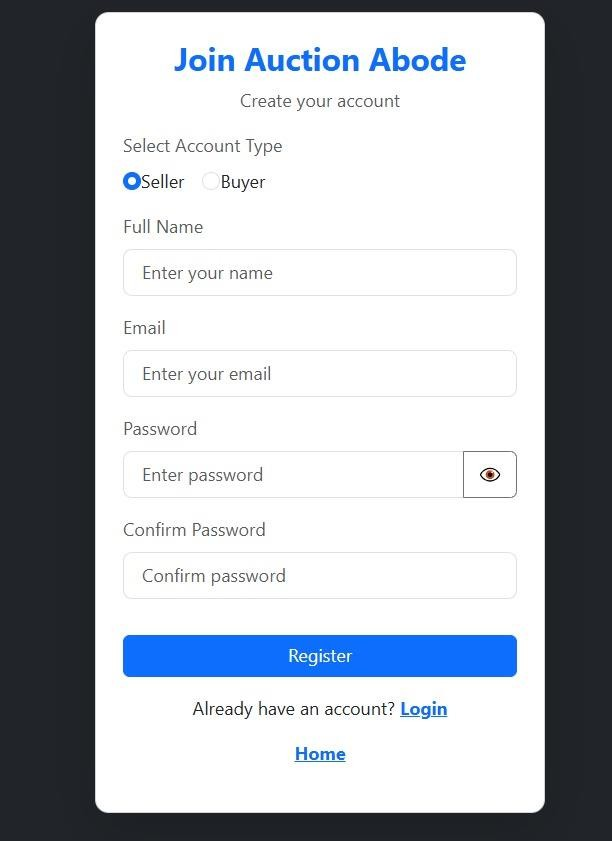 Join Auction Abode
Create your account
Select Account Type
Seller Buyer
Full Name
Enter your name
Email
Enter your email
Password
Enter password
Confirm Password
Confirm password
Register
Already have an account? Login
Home